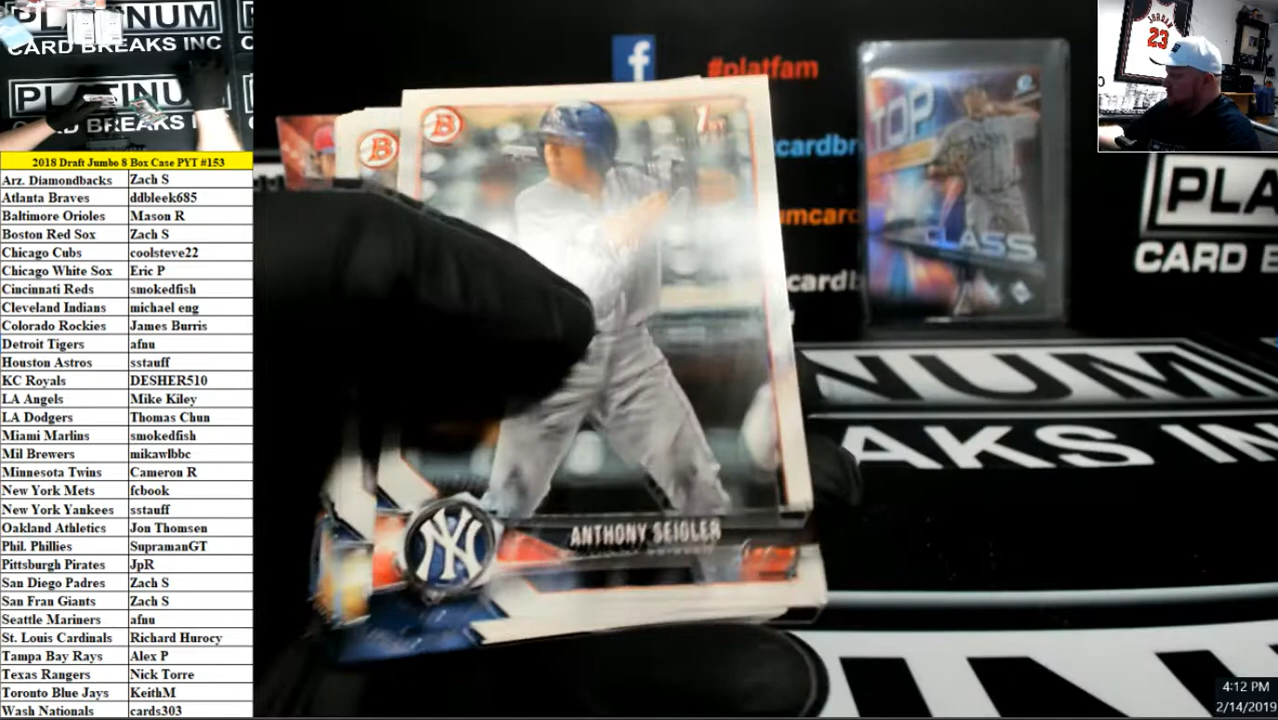 PLATINUM
CARD BREAKS INC
PLATINUM
CARD BREAKS INC
2018 Draft Jumbo 8 Box Case PYT #153
Arz. Diamondbacks Zach S
Atlanta Braves ddbleek685
Baltimore Orioles Mason R
Boston Red Sox Zach S
Chicago Cubs coolsteve22
Chicago White Sox Eric P
Cincinnati Reds smokedfish
Cleveland Indians michael eng
Colorado Rockies James Burris
Detroit Tigers afnu
Houston Astros sstauff
KC Royals DESHER510
LA Angels Mike Kiley
LA Dodgers Thomas Chun
Miami Marlins smokedfish
Mil Brewers mikawlbbc
Minnesota Twins Cameron R
New York Mets fcbook
New York Yankees sstauff
Oakland Athletics Jon Thomsen
Phil. Phillies SupramanGT
Pittsburgh Pirates JpR
San Diego Padres Zach S
San Fran Giants Zach S
Seattle Mariners afnu
St. Louis Cardinals Richard Hurocy
Tampa Bay Rays Alex P
Texas Rangers Nick Torre
Toronto Blue Jays KeithM
Wash Nationals cards303
B
B
1st
NY
ANTHONY SEIGLER
f
#platfam
cardbr
umcar
cardb
TOP
CLASS
JORDAN
23
PLA
CARD B
NUM
AKS IN
4:12 PM
2/14/2019